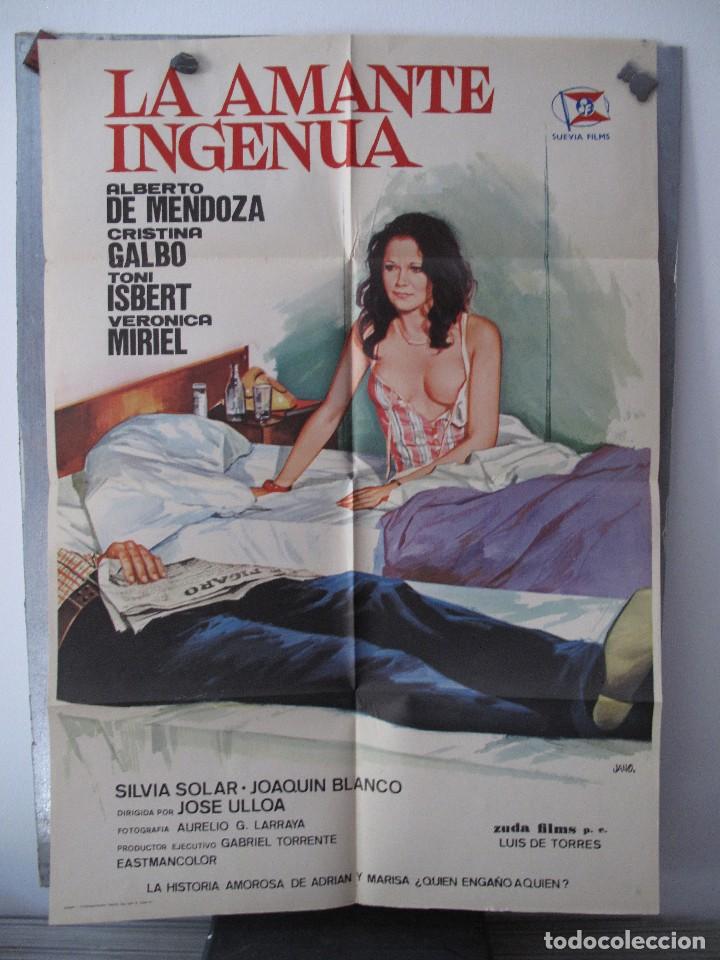 LA AMANTE
INGENUA
SUEVIA FILMS
ALBERTO
DE MENDOZA
CRISTINA
GALBO
TONI
ISBERT
VERONICA
MIRIEL
FIGARO
JANO.
SILVIA SOLAR · JOAQUIN BLANCO
DIRIGIDA POR JOSE ULLOA
FOTOGRAFIA AURELIO G. LARRAYA
PRODUCTOR EJECUTIVO GABRIEL TORRENTE
EASTMANCOLOR
zuda films p. c.
LUIS DE TORRES
LA HISTORIA AMOROSA DE ADRIAN Y MARISA ¿QUIEN ENGAÑO A QUIEN?
todocoleccion
todocoleccion.net